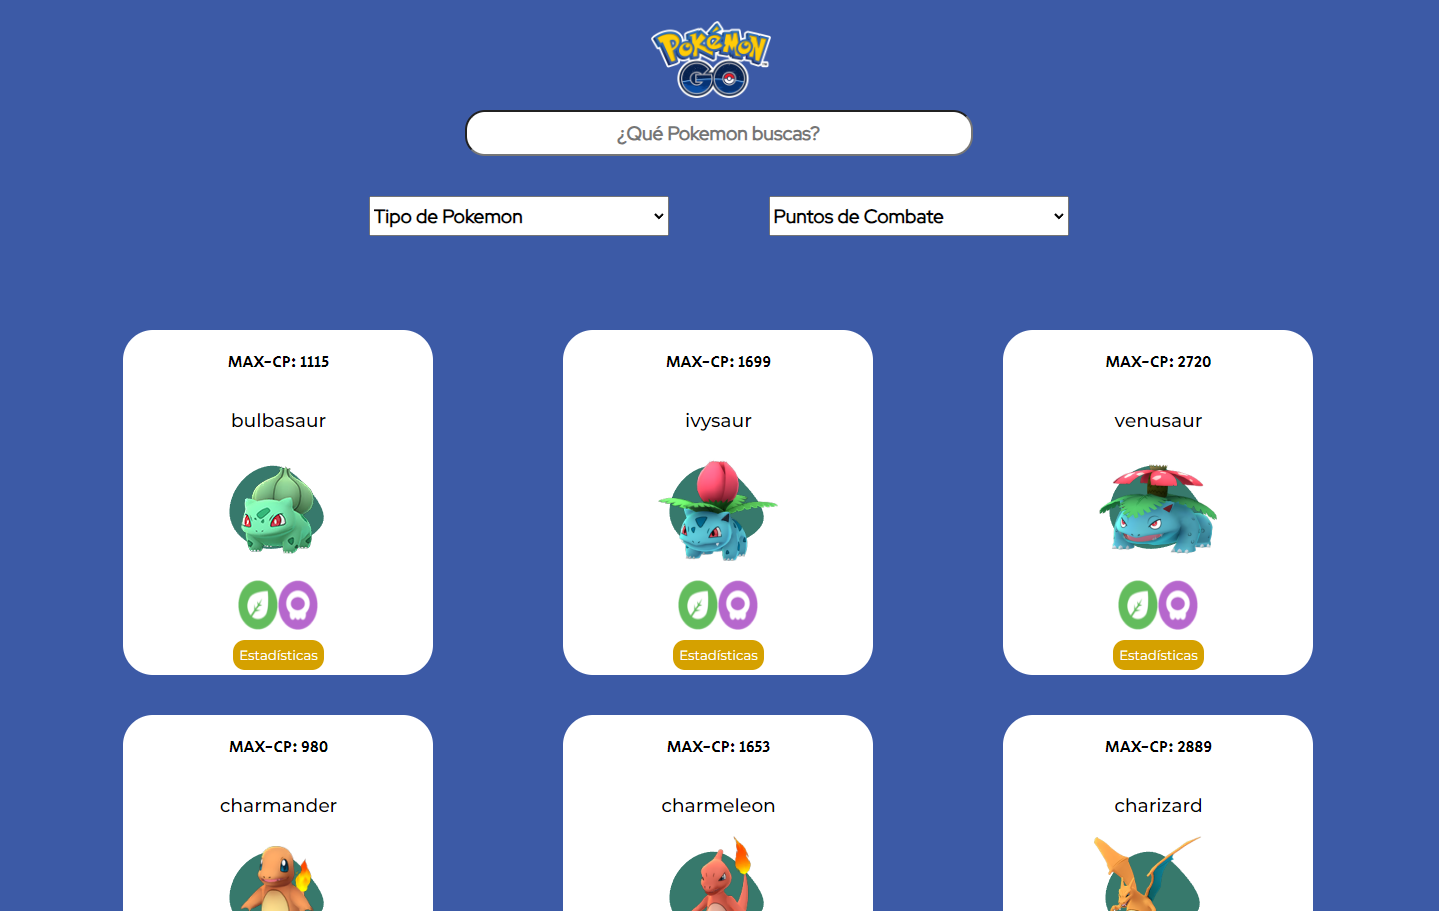 POKéMON
GO
¿Qué Pokemon buscas?
Tipo de Pokemon
Puntos de Combate
MAX-CP: 1115
MAX-CP: 1699
MAX-CP: 2720
bulbasaur
ivysaur
venusaur
Estadísticas
Estadísticas
Estadísticas
MAX-CP: 980
MAX-CP: 1653
MAX-CP: 2889
charmander
charmeleon
charizard